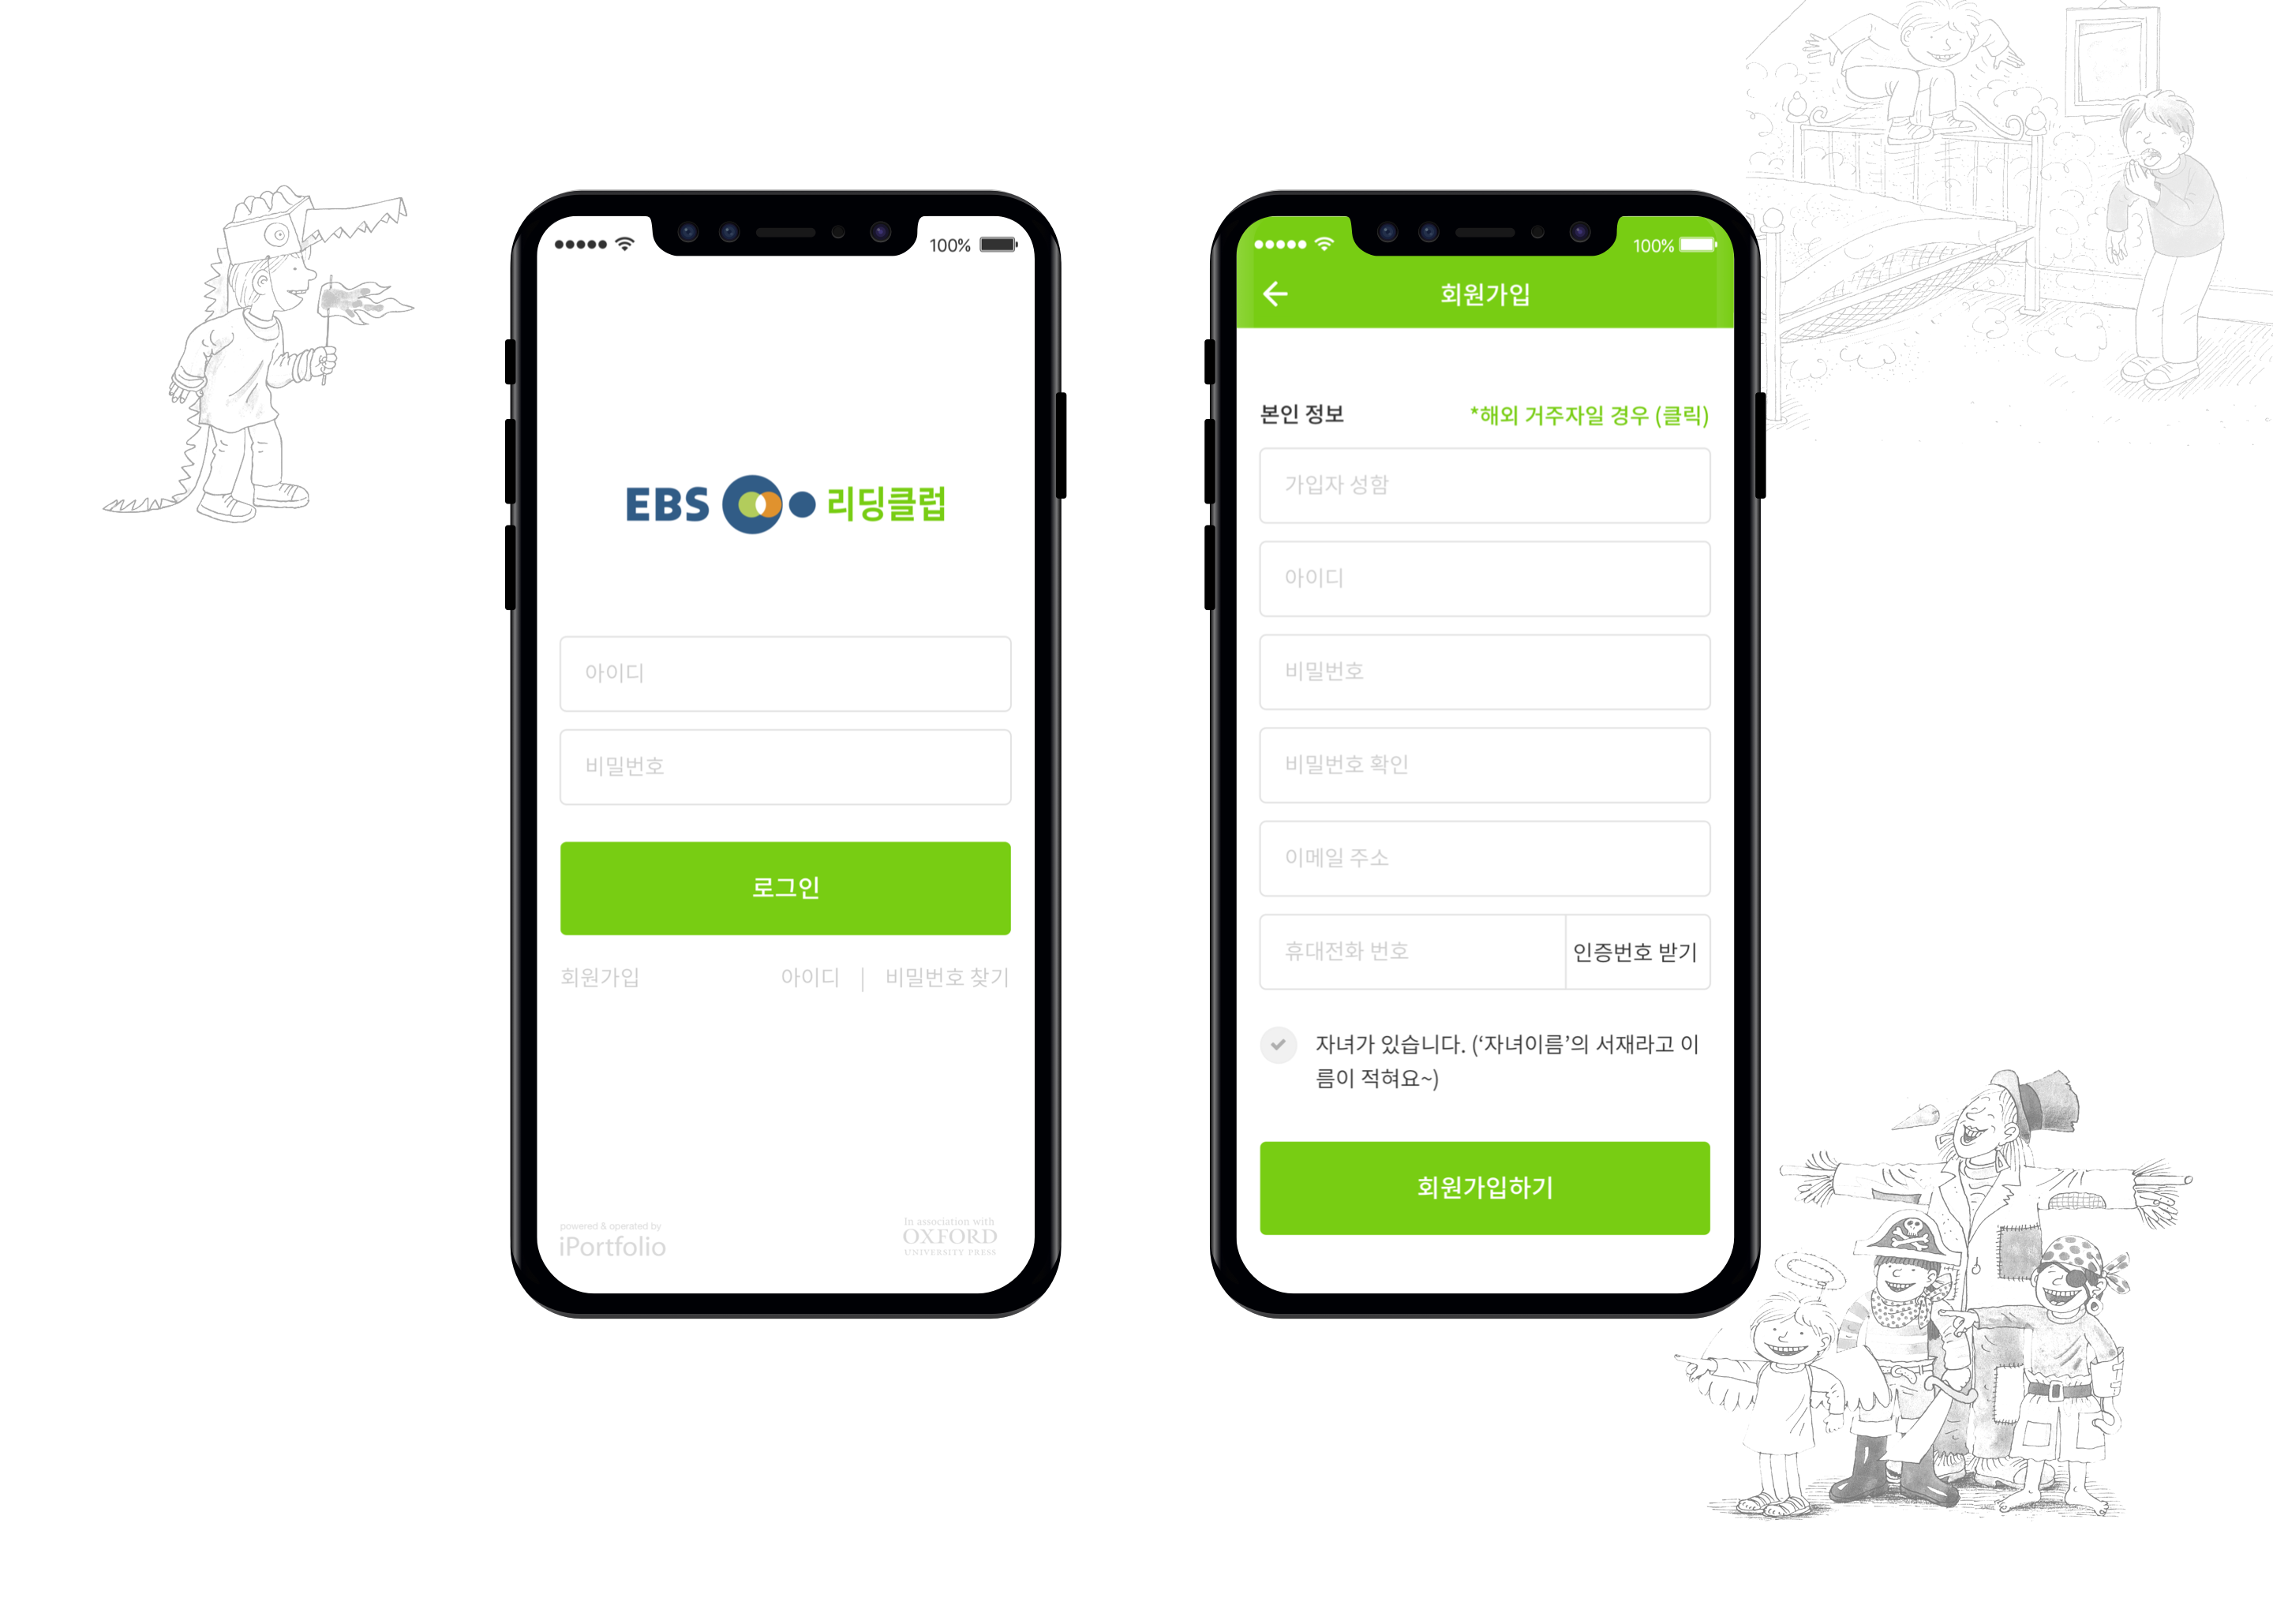 100%
EBS 리딩클럽
아이디
비밀번호
로그인
회원가입 아이디 | 비밀번호 찾기
powered & operated by
iPortfolio
In association with
OXFORD
UNIVERSITY PRESS
100%
회원가입
본인 정보 *해외 거주자일 경우 (클릭)
가입자 성함
아이디
비밀번호
비밀번호 확인
이메일 주소
휴대전화 번호 인증번호 받기
자녀가 있습니다. (‘자녀이름’의 서재라고 이
름이 적혀요~)
회원가입하기